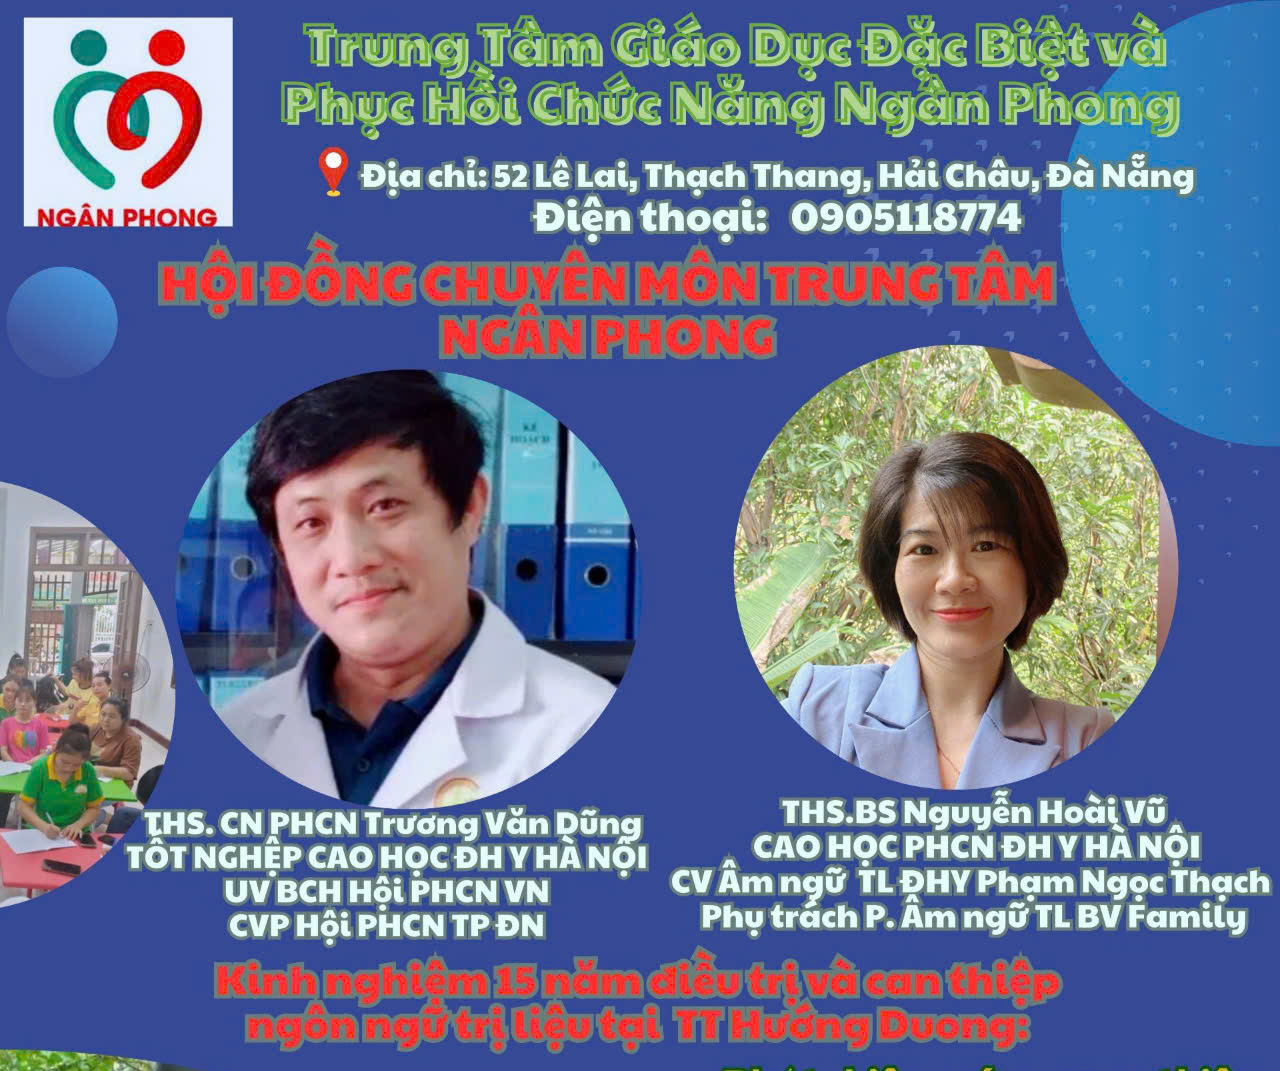 NGÂN PHONG
Trung Tâm Giáo Dục Đặc Biệt và
Phục Hồi Chức Năng Ngân Phong
Địa chỉ: 52 Lê Lai, Thạch Thang, Hải Châu, Đà Nẵng
Điện thoại: 0905118774
HỘI ĐỒNG CHUYÊN MÔN TRUNG TÂM
NGÂN PHONG
KẾ
HOẠCH
THS. CN PHCN Trương Văn Dũng
TỐT NGHỆP CAO HỌC ĐH Y HÀ NỘI
UV BCH Hội PHCN VN
CVP Hội PHCN TP ĐN
THS.BS Nguyễn Hoài Vũ
CAO HỌC PHCN ĐH Y HÀ NỘI
CV Âm ngữ TL ĐHY Phạm Ngọc Thạch
Phụ trách P. Âm ngữ TL BV Family
Kinh nghiệm 15 năm điều trị và can thiệp
ngôn ngữ trị liệu tại TT Hướng Duong: